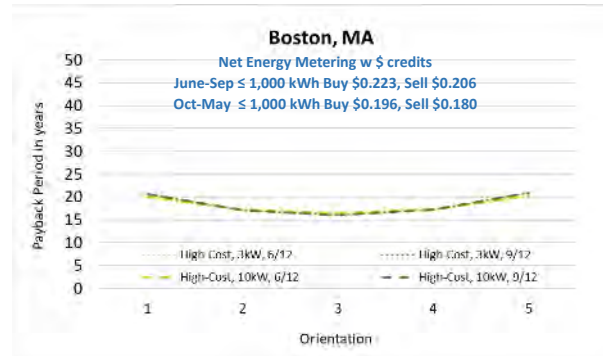 Boston, MA
Net Energy Metering w $ credits
June-Sep ≤ 1,000 kWh Buy $0.223, Sell $0.206
Oct-May ≤ 1,000 kWh Buy $0.196, Sell $0.180
Payback Period in years
50
45
40
35
30
25
20
15
10
5
0
High Cost, 3kW, 6/12
High-Cost, 3kW, 9/12
High-Cost, 10kW, 6/12
High-Cost, 10kW, 9/12
1 2 3 4 5
Orientation